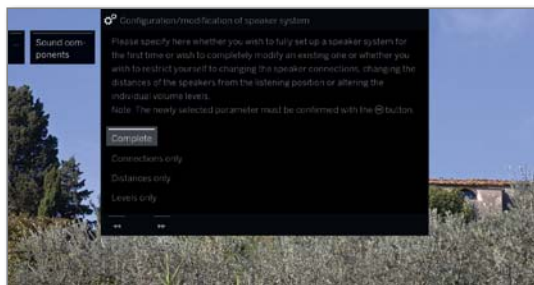 Configuration/modification of speaker system
...
Sound com-
ponents
Please specify here whether you wish to fully set up a speaker system for
the first time or wish to completely modify an existing one or whether you
wish to restrict yourself to changing the speaker connections, changing the
distances of the speakers from the listening position or altering the
individual volume levels.
Note: The newly selected parameter must be confirmed with the OK button.
Complete
Connections only
Distances only
Levels only